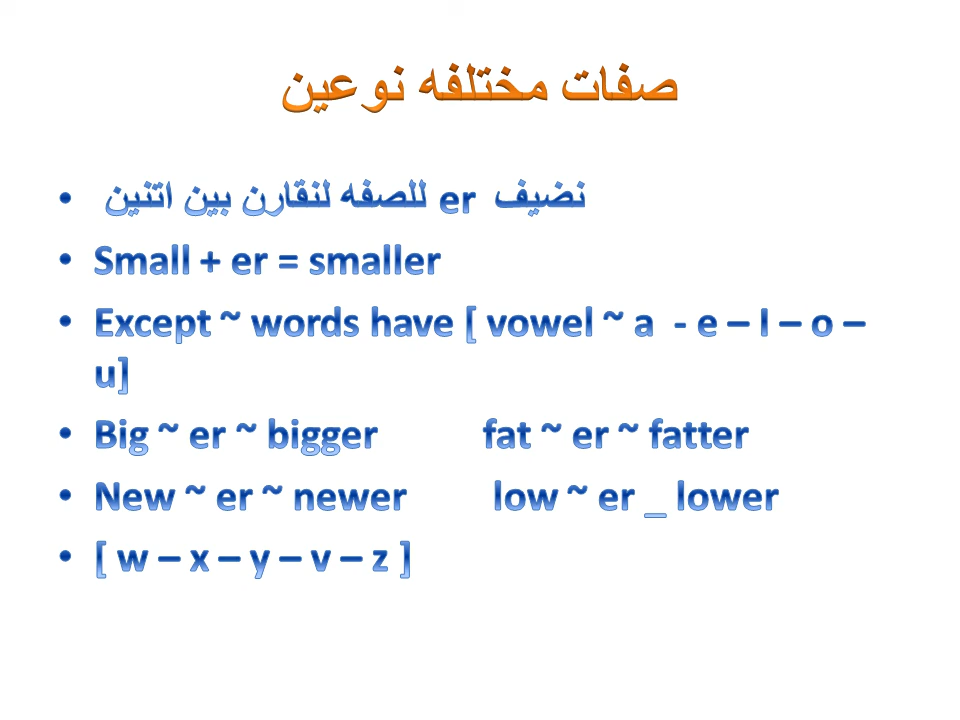 صفات مختلفه نوعين
• نضيف er للصفه لنقارن بين اتنين
• Small + er = smaller
• Except ~ words have [ vowel ~ a - e – I – o –
u]
• Big ~ er ~ bigger fat ~ er ~ fatter
• New ~ er ~ newer low ~ er _ lower
• [ w – x – y – v – z ]